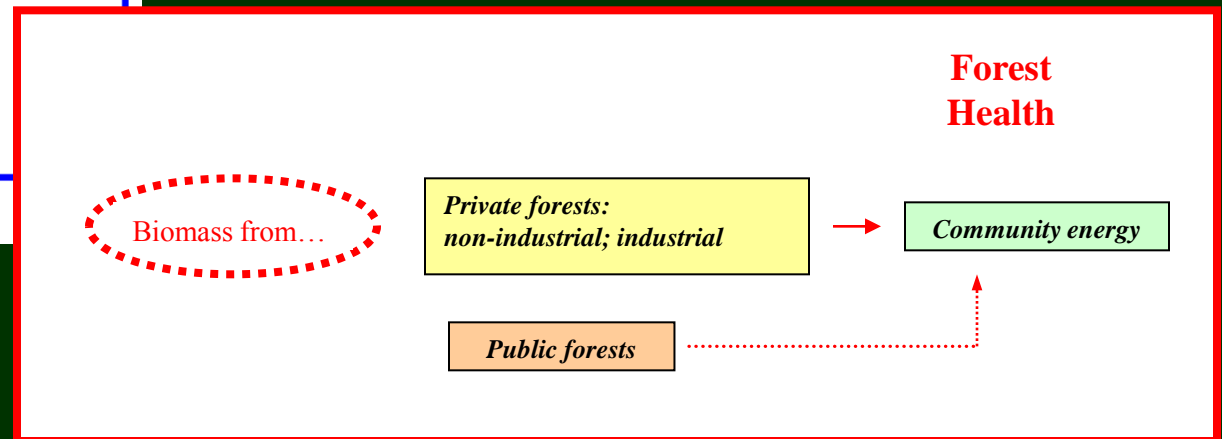 Forest
Health
Biomass from…
Private forests:
non-industrial; industrial
Community energy
Public forests